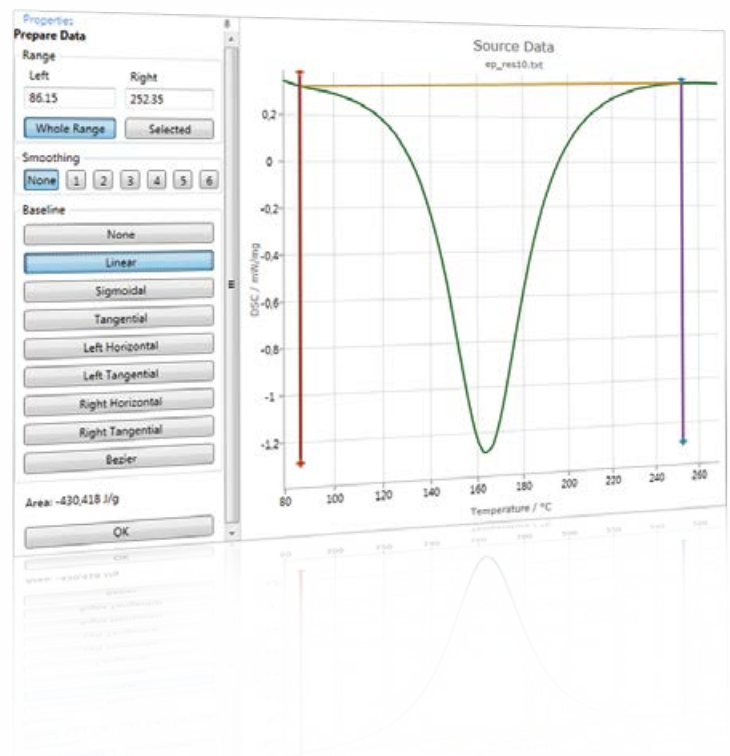 Properties
Prepare Data
Range
Left Right
86.15 252.35
Whole Range Selected
Smoothing
None 1 2 3 4 5 6
Baseline
None
Linear
Sigmoidal
Tangential
Left Horizontal
Left Tangential
Right Horizontal
Right Tangential
Bezier
Area: -430,418 J/g
OK
Source Data
ep_res10.txt
DSC / mW/mg
0,2
0
-0,2
-0,4
-0,6
-0,8
-1
-1,2
80 100 120 140 160 180 200 220 240 260
Temperature / °C